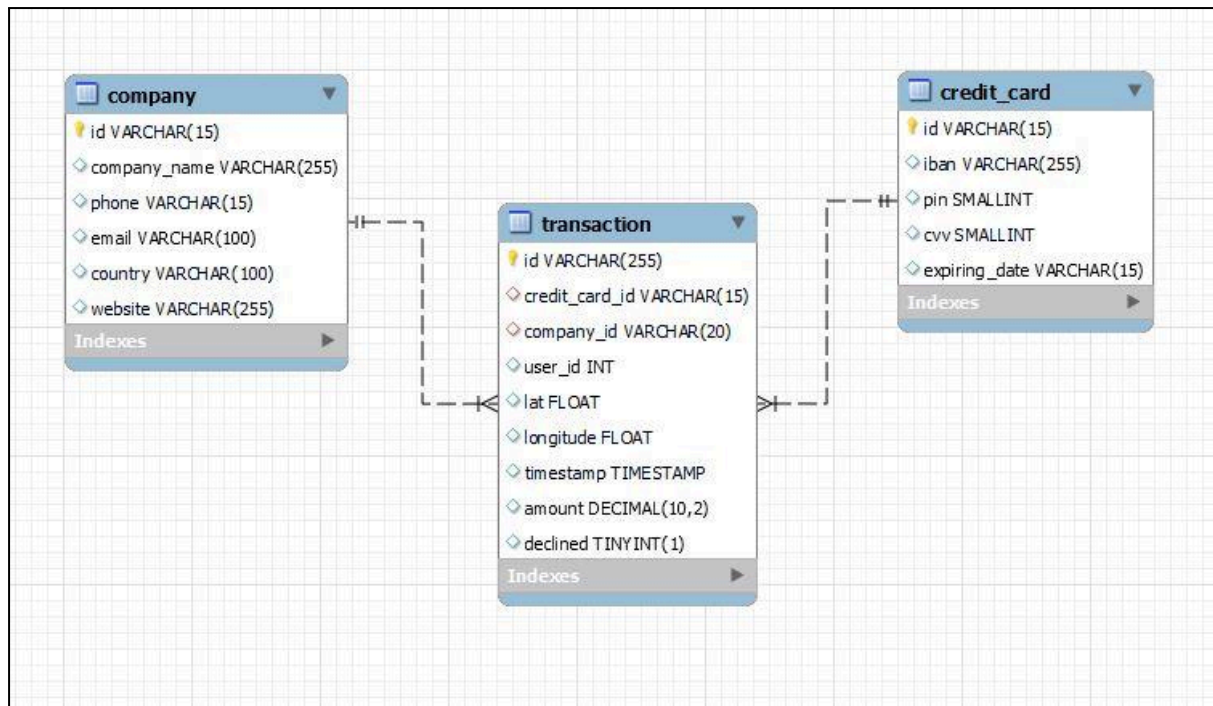 company
id VARCHAR(15)
company_name VARCHAR(255)
phone VARCHAR(15)
email VARCHAR(100)
country VARCHAR(100)
website VARCHAR(255)
Indexes
transaction
id VARCHAR(255)
credit_card_id VARCHAR(15)
company_id VARCHAR(20)
user_id INT
lat FLOAT
longitude FLOAT
timestamp TIMESTAMP
amount DECIMAL(10,2)
declined TINYINT(1)
Indexes
credit_card
id VARCHAR(15)
iban VARCHAR(255)
pin SMALLINT
cvv SMALLINT
expiring_date VARCHAR(15)
Indexes